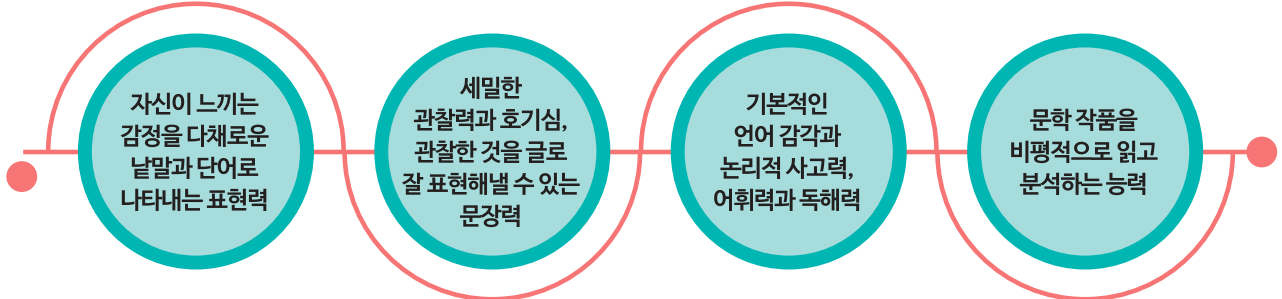 자신이 느끼는
감정을 다채로운
낱말과 단어로
나타내는 표현력
세밀한
관찰력과 호기심,
관찰한 것을 글로
잘 표현해낼 수 있는
문장력
기본적인
언어 감각과
논리적 사고력,
어휘력과 독해력
문학 작품을
비평적으로 읽고
분석하는 능력